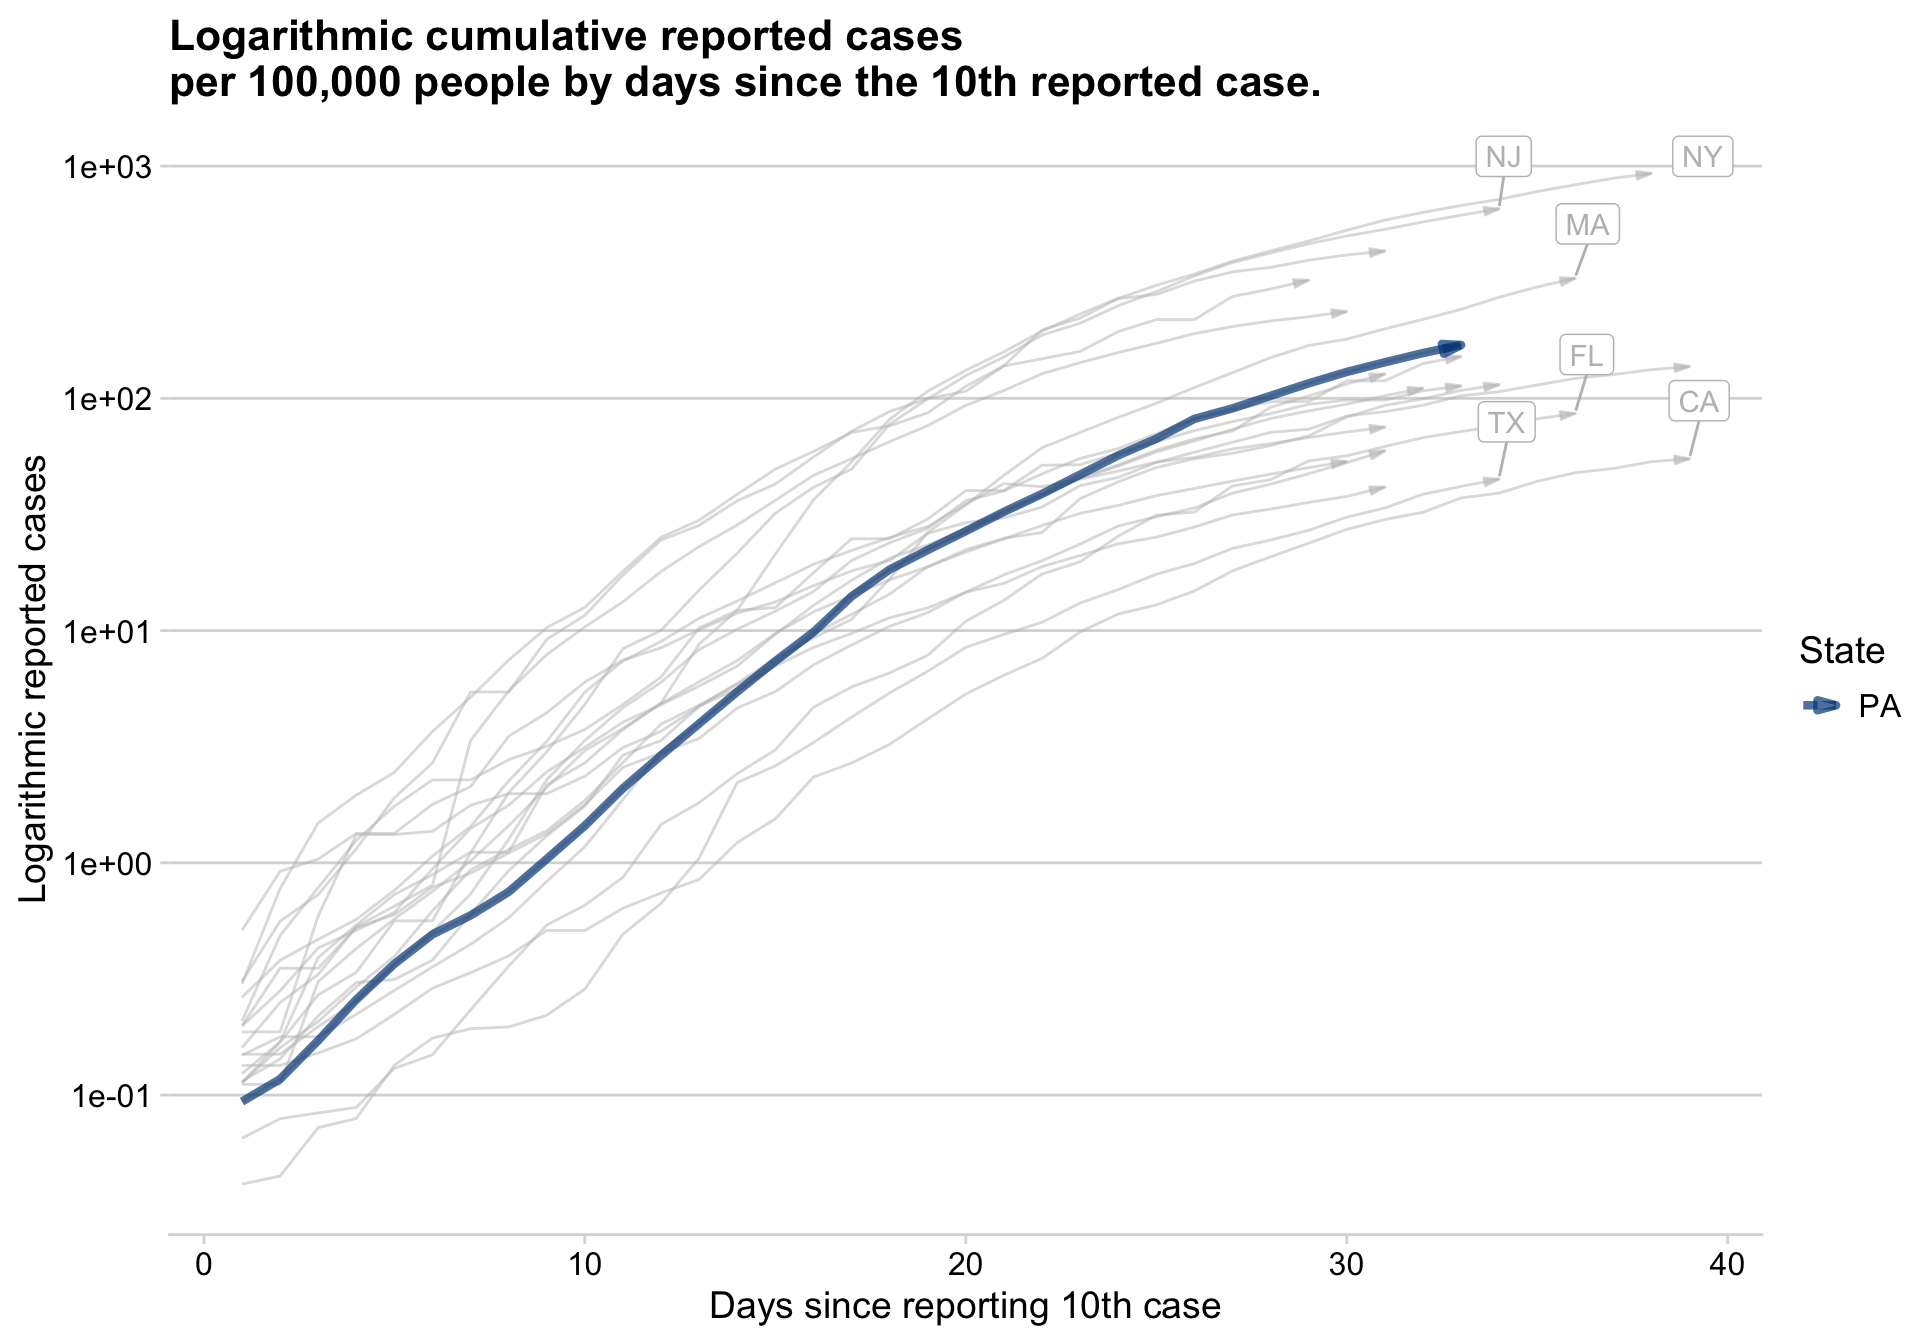 Logarithmic cumulative reported cases
per 100,000 people by days since the 10th reported case.
1e+03
1e+02
1e+01
1e+00
1e-01
Logarithmic reported cases
NJ
NY
MA
FL
CA
TX
State
PA
0
10
20
30
40
Days since reporting 10th case